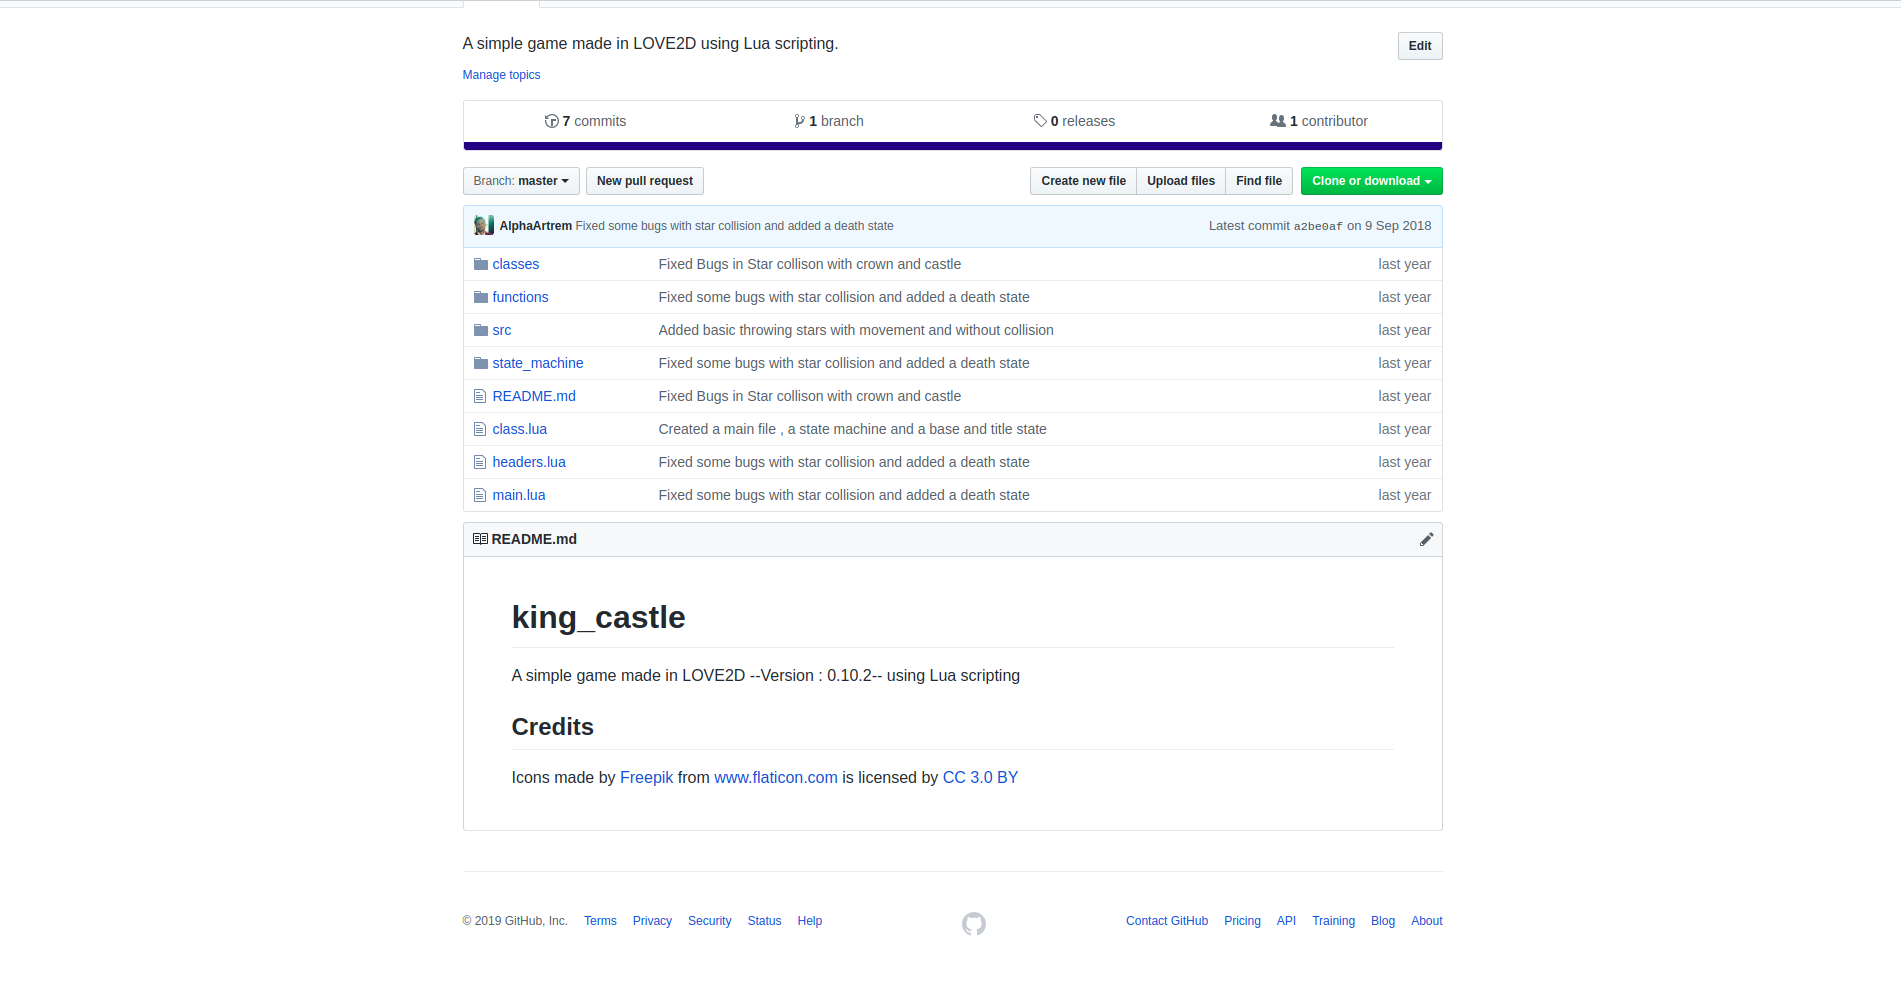 A simple game made in LOVE2D using Lua scripting.
Edit
Manage topics
7 commits
1 branch
0 releases
1 contributor
Branch: master
New pull request
Create new file
Upload files
Find file
Clone or download
AlphaArtrem Fixed some bugs with star collision and added a death state
Latest commit a2be0af on 9 Sep 2018
classes Fixed Bugs in Star collison with crown and castle last year
functions Fixed some bugs with star collision and added a death state last year
src Added basic throwing stars with movement and without collision last year
state_machine Fixed some bugs with star collision and added a death state last year
README.md Fixed Bugs in Star collison with crown and castle last year
class.lua Created a main file , a state machine and a base and title state last year
headers.lua Fixed some bugs with star collision and added a death state last year
main.lua Fixed some bugs with star collision and added a death state last year
README.md
king_castle
A simple game made in LOVE2D --Version : 0.10.2-- using Lua scripting
Credits
Icons made by Freepik from www.flaticon.com is licensed by CC 3.0 BY
© 2019 GitHub, Inc. Terms Privacy Security Status Help
Contact GitHub Pricing API Training Blog About